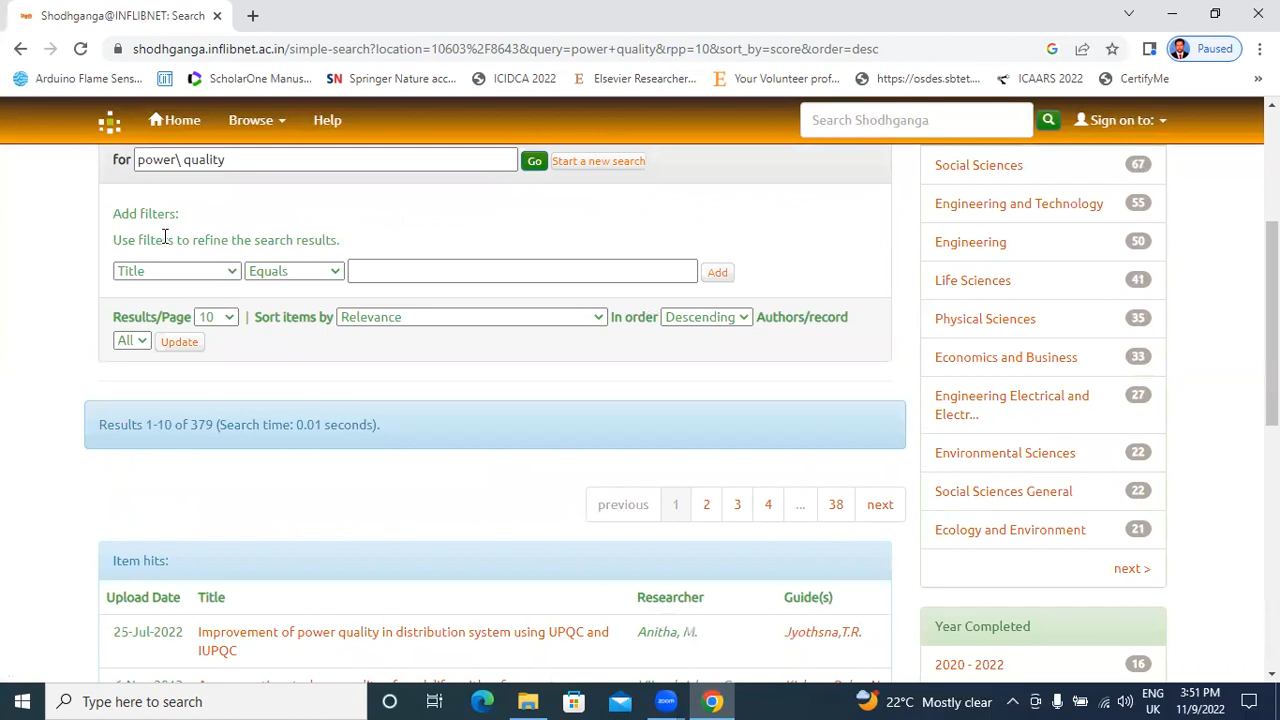 Shodhganga@INFLIBNET: Search
shodhganga.inflibnet.ac.in/simple-search?location=10603%2F8643&query=power+quality&rpp=10&sort_by=score&order=desc
Paused
Arduino Flame Sens...
ScholarOne Manus...
SN Springer Nature acc...
ICIDCA 2022
Elsevier Researcher...
Your Volunteer prof...
https://osdes.sbtet....
ICAARS 2022
CertifyMe
»
Home
Browse
Help
Search Shodhganga
Sign on to:
for power\ quality Go Start a new search
Add filters:
Use filters to refine the search results.
Title Equals Add
Results/Page 10 | Sort items by Relevance In order Descending Authors/record
All Update
Results 1-10 of 379 (Search time: 0.01 seconds).
previous 1 2 3 4 ... 38 next
Item hits:
Upload Date Title Researcher Guide(s)
25-Jul-2022 Improvement of power quality in distribution system using UPQC and Anitha, M. Jyothsna,T.R.
IUPQC
Social Sciences 67
Engineering and Technology 55
Engineering 50
Life Sciences 41
Physical Sciences 35
Economics and Business 33
Engineering Electrical and 27
Electr...
Environmental Sciences 22
Social Sciences General 22
Ecology and Environment 21
next >
Year Completed
2020 - 2022 16
Type here to search
zoom
22°C Mostly clear
ENG
UK
3:51 PM
11/9/2022